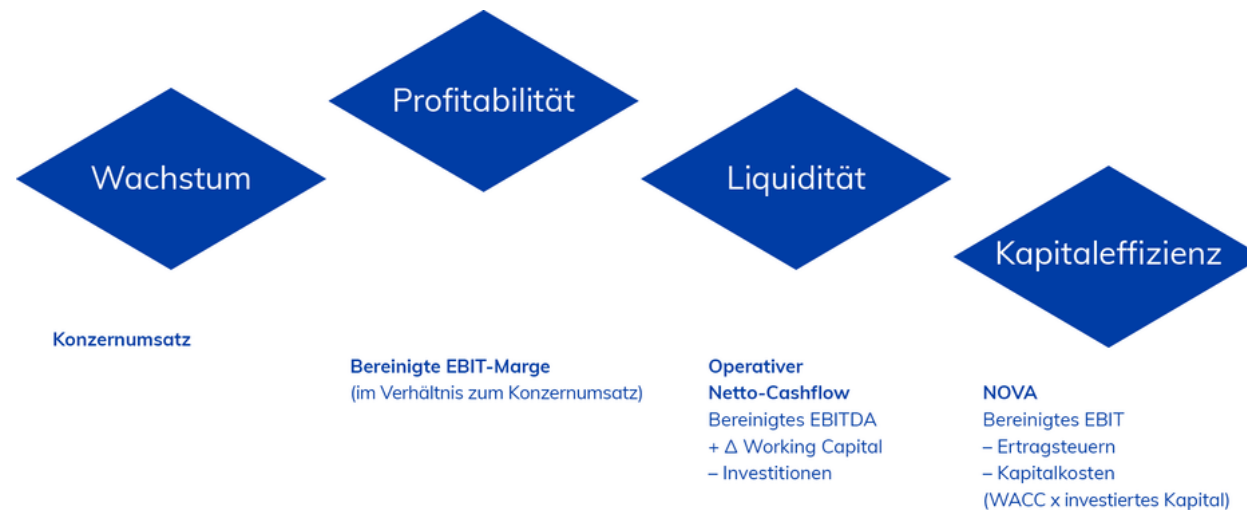 Wachstum
Profitabilität
Liquidität
Kapitaleffizienz
Konzernumsatz
Bereinigte EBIT-Marge
(im Verhältnis zum Konzernumsatz)
Operativer
Netto-Cashflow
Bereinigtes EBITDA
+ Δ Working Capital
– Investitionen
NOVA
Bereinigtes EBIT
– Ertragsteuern
– Kapitalkosten
(WACC x investiertes Kapital)